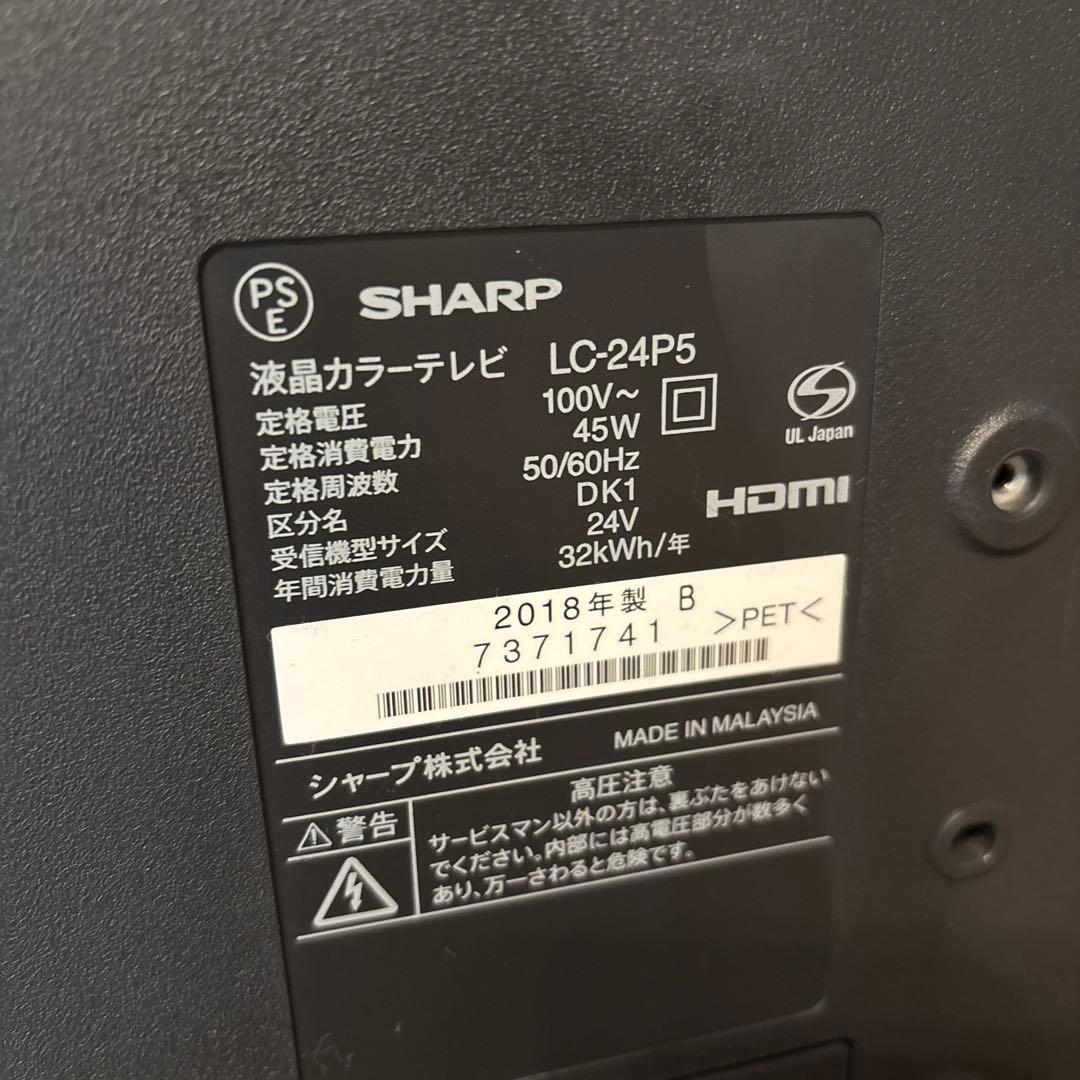 PSE SHARP
液晶カラーテレビ LC-24P5
定格電圧 100V～
定格消費電力 45W
定格周波数 50/60Hz
区分名 DK1
受信機型サイズ 24V
年間消費電力量 32kWh/年
UL Japan
HDMI
2018年製 B
7371741 >PET<
シャープ株式会社 MADE IN MALAYSIA
警告
高圧注意
サービスマン以外の方は、裏ぶたをあけない
でください。内部には高電圧部分が数多く
あり、万一さわると危険です。